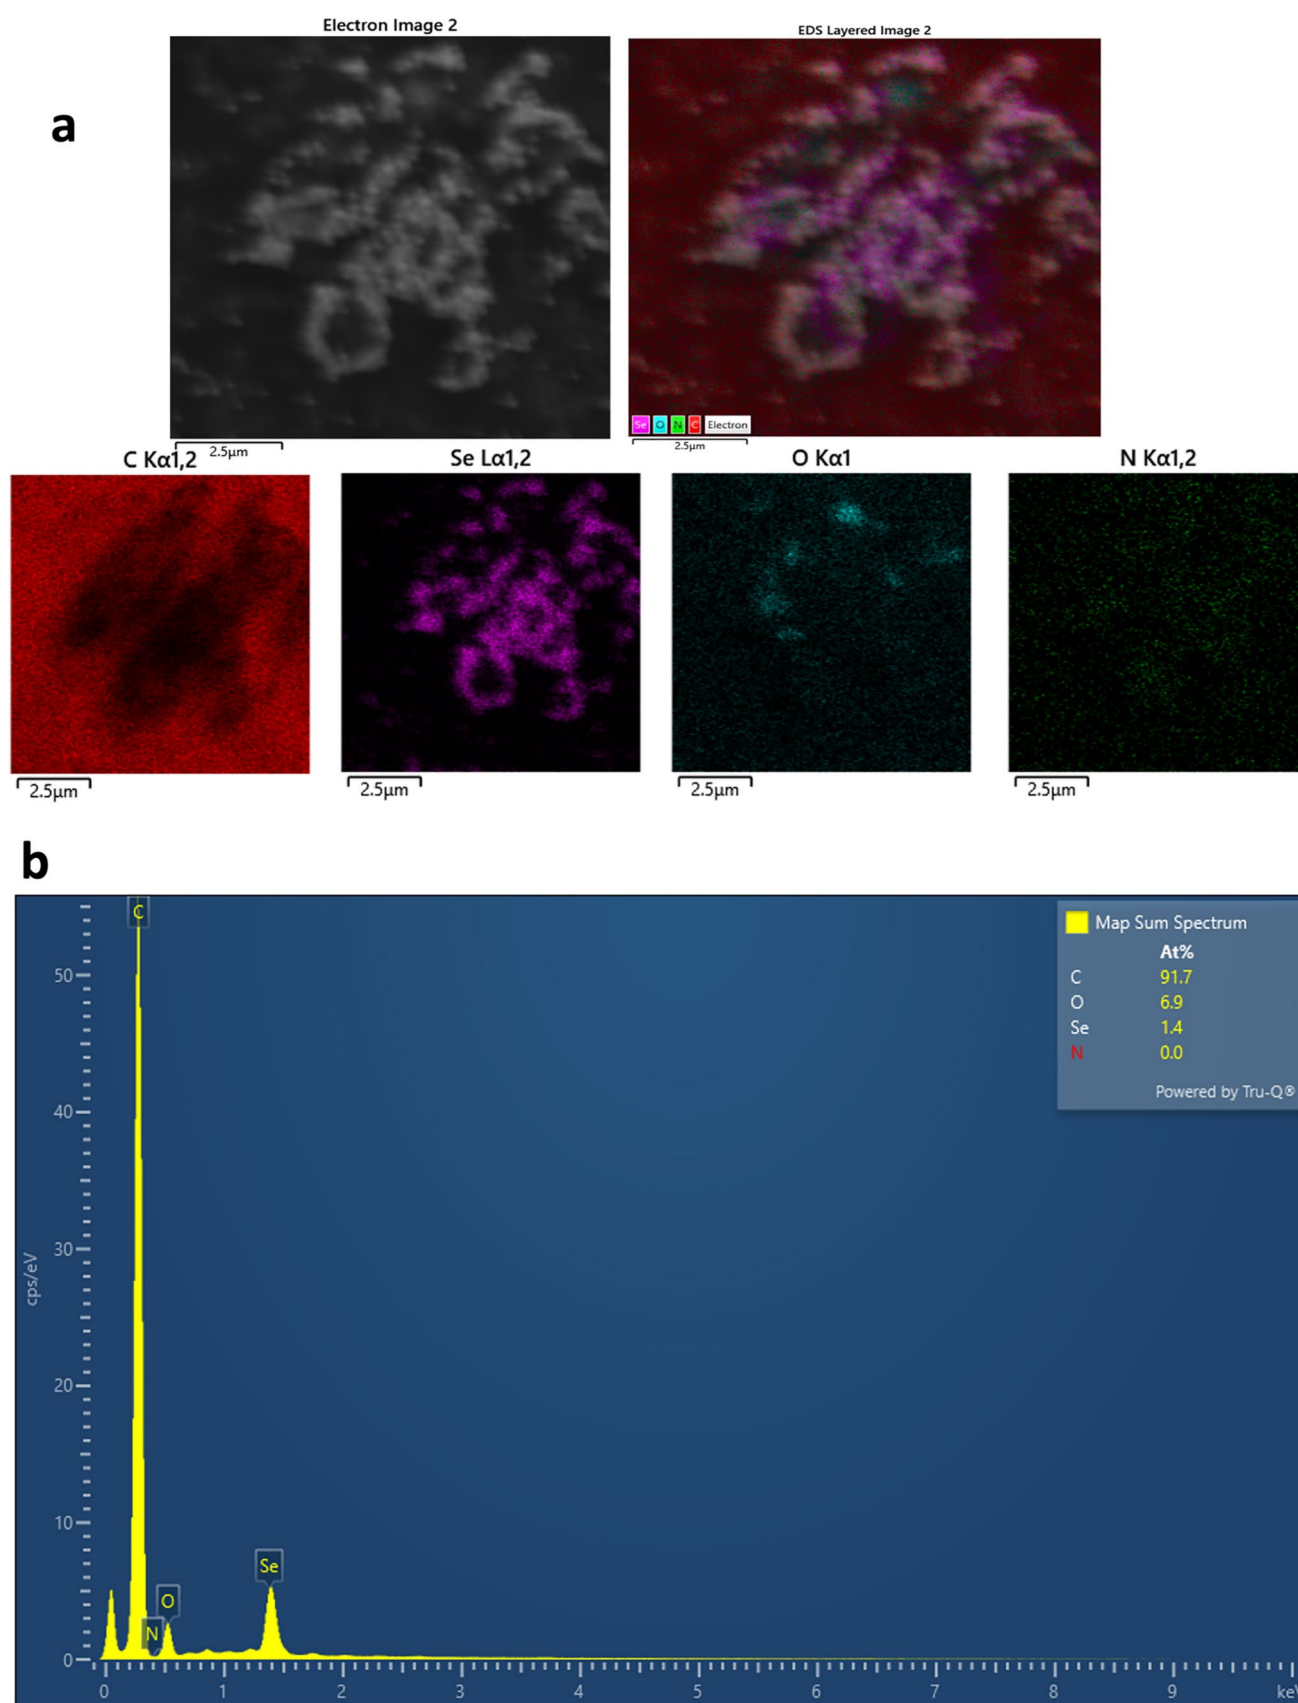 a
Electron Image 2
EDS Layered Image 2
Se O N C Electron
2.5μm
2.5μm
C Kα1,2
Se Lα1,2
O Kα1
N Kα1,2
2.5μm
2.5μm
2.5μm
2.5μm
b
Map Sum Spectrum
At%
C 91.7
O 6.9
Se 1.4
N 0.0
Powered by Tru-Q®
cps/eV
50
40
30
20
10
0
C
N
O
Se
0 1 2 3 4 5 6 7 8 9